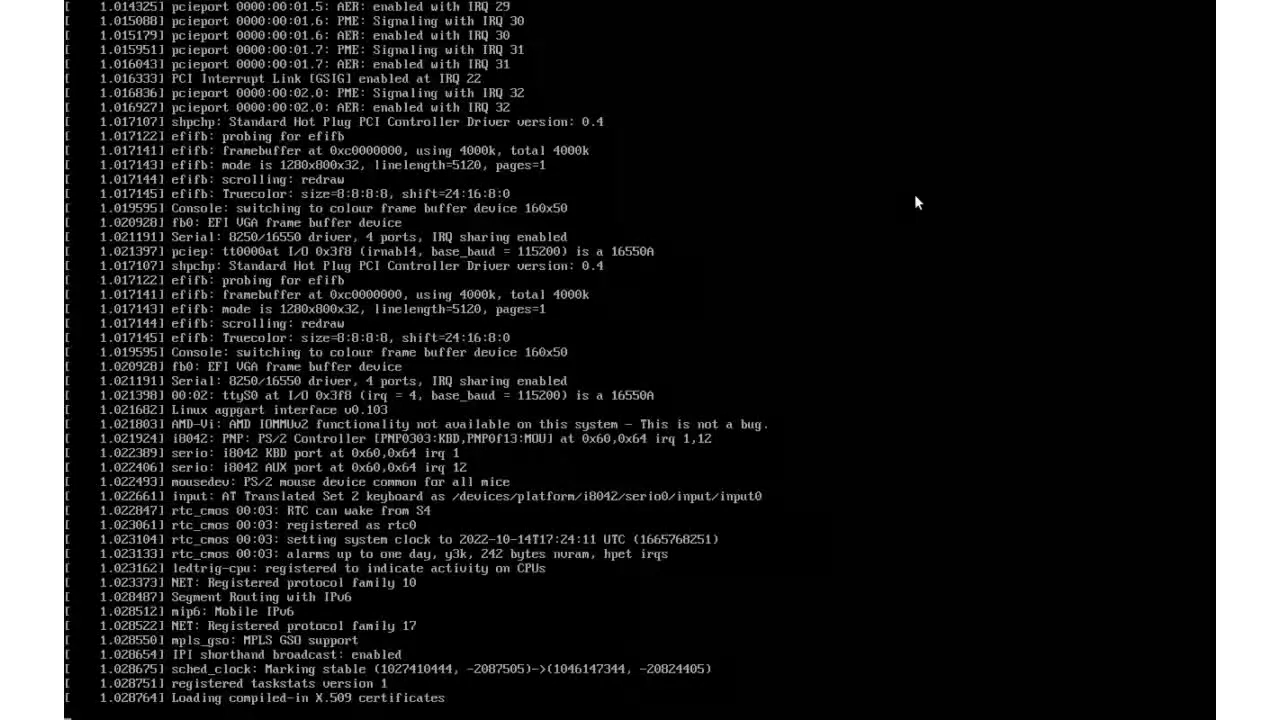 [    1.014325] pcieport 0000:00:01.5: AER: enabled with IRQ 29
[    1.015088] pcieport 0000:00:01.6: PME: Signaling with IRQ 30
[    1.015179] pcieport 0000:00:01.6: AER: enabled with IRQ 30
[    1.015951] pcieport 0000:00:01.7: PME: Signaling with IRQ 31
[    1.016043] pcieport 0000:00:01.7: AER: enabled with IRQ 31
[    1.016333] PCI Interrupt Link [GSIG] enabled at IRQ 22
[    1.016836] pcieport 0000:00:02.0: PME: Signaling with IRQ 32
[    1.016927] pcieport 0000:00:02.0: AER: enabled with IRQ 32
[    1.017107] shpchp: Standard Hot Plug PCI Controller Driver version: 0.4
[    1.017122] efifb: probing for efifb
[    1.017141] efifb: framebuffer at 0xc0000000, using 4000k, total 4000k
[    1.017143] efifb: mode is 1280x800x32, linelength=5120, pages=1
[    1.017144] efifb: scrolling: redraw
[    1.017145] efifb: Truecolor: size=8:8:8:8, shift=24:16:8:0
[    1.019595] Console: switching to colour frame buffer device 160x50
[    1.020928] fb0: EFI VGA frame buffer device
[    1.021191] Serial: 8250/16550 driver, 4 ports, IRQ sharing enabled
[    1.021397] pciep: tt0000at I/O 0x3f8 (irnabl4, base_baud = 115200) is a 16550A
[    1.017107] shpchp: Standard Hot Plug PCI Controller Driver version: 0.4
[    1.017122] efifb: probing for efifb
[    1.017141] efifb: framebuffer at 0xc0000000, using 4000k, total 4000k
[    1.017143] efifb: mode is 1280x800x32, linelength=5120, pages=1
[    1.017144] efifb: scrolling: redraw
[    1.017145] efifb: Truecolor: size=8:8:8:8, shift=24:16:8:0
[    1.019595] Console: switching to colour frame buffer device 160x50
[    1.020928] fb0: EFI VGA frame buffer device
[    1.021191] Serial: 8250/16550 driver, 4 ports, IRQ sharing enabled
[    1.021398] 00:02: ttyS0 at I/O 0x3f8 (irq = 4, base_baud = 115200) is a 16550A
[    1.021682] Linux agpgart interface v0.103
[    1.021803] AMD-Vi: AMD IOMMUv2 functionality not available on this system - This is not a bug.
[    1.021924] i8042: PNP: PS/2 Controller [PNP0303:KBD,PNP0f13:MOU] at 0x60,0x64 irq 1,12
[    1.022389] serio: i8042 KBD port at 0x60,0x64 irq 1
[    1.022406] serio: i8042 AUX port at 0x60,0x64 irq 12
[    1.022493] mousedev: PS/2 mouse device common for all mice
[    1.022661] input: AT Translated Set 2 keyboard as /devices/platform/i8042/serio0/input/input0
[    1.022847] rtc_cmos 00:03: RTC can wake from S4
[    1.023061] rtc_cmos 00:03: registered as rtc0
[    1.023104] rtc_cmos 00:03: setting system clock to 2022-10-14T17:24:11 UTC (1665768251)
[    1.023133] rtc_cmos 00:03: alarms up to one day, y3k, 242 bytes nvram, hpet irqs
[    1.023162] ledtrig-cpu: registered to indicate activity on CPUs
[    1.023373] NET: Registered protocol family 10
[    1.028487] Segment Routing with IPv6
[    1.028512] mip6: Mobile IPv6
[    1.028522] NET: Registered protocol family 17
[    1.028550] mpls_gso: MPLS GSO support
[    1.028654] IPI shorthand broadcast: enabled
[    1.028675] sched_clock: Marking stable (1027410444, -2087505)->(1046147344, -20824405)
[    1.028751] registered taskstats version 1
[    1.028764] Loading compiled-in X.509 certificates